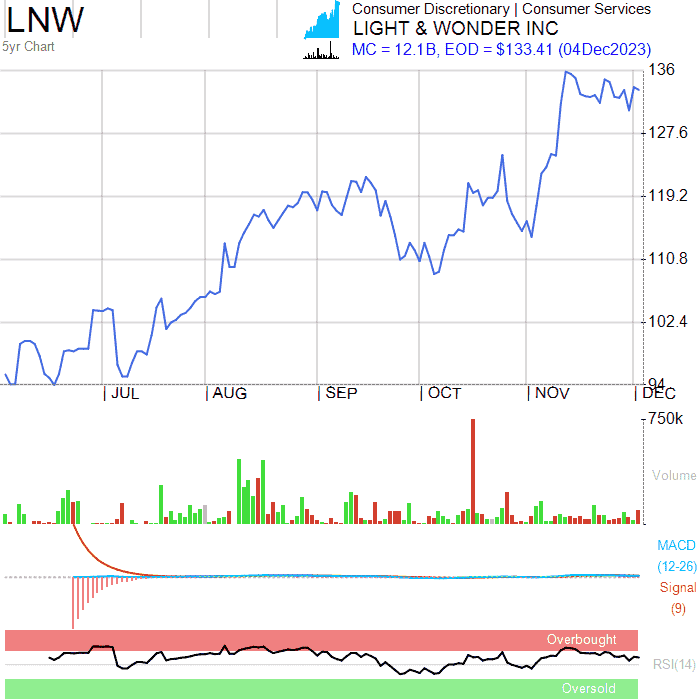 LNW
5yr Chart
Consumer Discretionary | Consumer Services
LIGHT & WONDER INC
MC = 12.1B, EOD = $133.41 (04Dec2023)
136
127.6
119.2
110.8
102.4
94
JUL
AUG
SEP
OCT
NOV
DEC
750k
Volume
MACD
(12-26)
Signal
(9)
Overbought
RSI(14)
Oversold